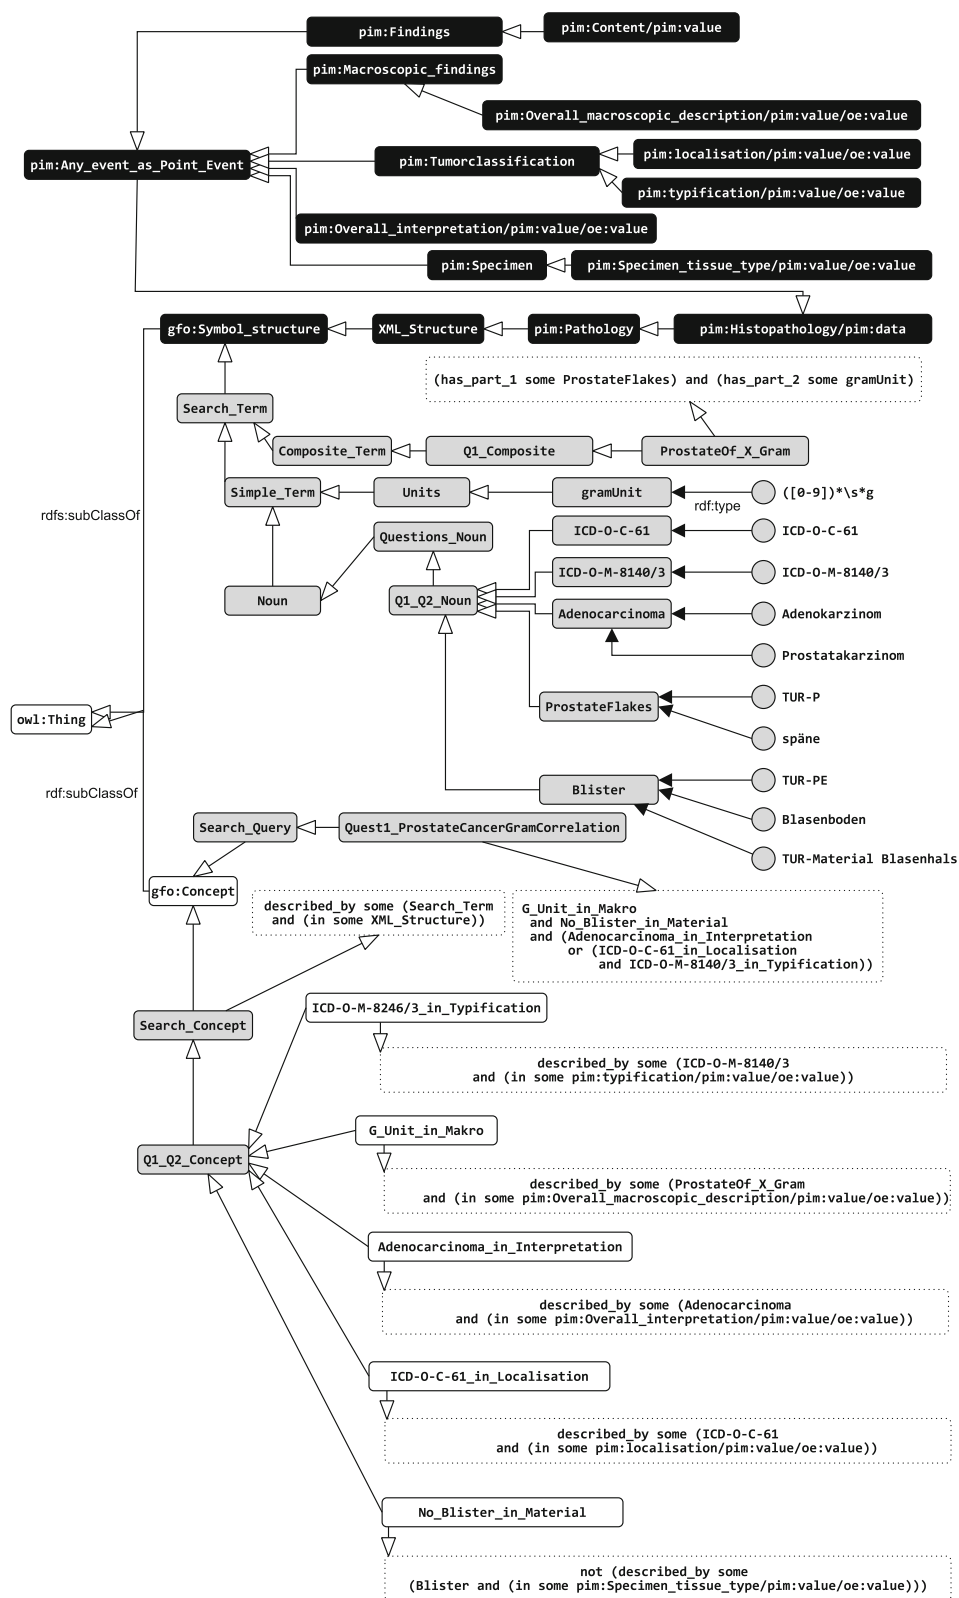 pim:Findings
pim:Content/pim:value
pim:Macroscopic_findings
pim:Overall_macroscopic_description/pim:value/oe:value
pim:Any_event_as_Point_Event
pim:Tumorclassification
pim:localisation/pim:value/oe:value
pim:typification/pim:value/oe:value
pim:Overall_interpretation/pim:value/oe:value
pim:Specimen
pim:Specimen_tissue_type/pim:value/oe:value
gfo:Symbol_structure
XML_Structure
pim:Pathology
pim:Histopathology/pim:data
(has_part_1 some ProstateFlakes) and (has_part_2 some gramUnit)
Search_Term
Composite_Term
Q1_Composite
ProstateOf_X_Gram
Simple_Term
Units
gramUnit
rdf:type
([0-9])*\s*g
rdfs:subClassOf
Questions_Noun
ICD-O-C-61
ICD-O-C-61
ICD-O-M-8140/3
ICD-O-M-8140/3
Noun
Q1_Q2_Noun
Adenocarcinoma
Adenokarzinom
Prostatakarzinom
owl:Thing
ProstateFlakes
TUR-P
späne
rdf:subClassOf
Blister
TUR-PE
Blasenboden
TUR-Material Blasenhals
Search_Query
Quest1_ProstateCancerGramCorrelation
gfo:Concept
described_by some (Search_Term
and (in some XML_Structure))
G_Unit_in_Makro
and No_Blister_in_Material
and (Adenocarcinoma_in_Interpretation
or (ICD-O-C-61_in_Localisation
and ICD-O-M-8140/3_in_Typification))
Search_Concept
ICD-O-M-8246/3_in_Typification
described_by some (ICD-O-M-8140/3
and (in some pim:typification/pim:value/oe:value))
G_Unit_in_Makro
Q1_Q2_Concept
described_by some (ProstateOf_X_Gram
and (in some pim:Overall_macroscopic_description/pim:value/oe:value))
Adenocarcinoma_in_Interpretation
described_by some (Adenocarcinoma
and (in some pim:Overall_interpretation/pim:value/oe:value))
ICD-O-C-61_in_Localisation
described_by some (ICD-O-C-61
and (in some pim:localisation/pim:value/oe:value))
No_Blister_in_Material
not (described_by some
(Blister and (in some pim:Specimen_tissue_type/pim:value/oe:value)))